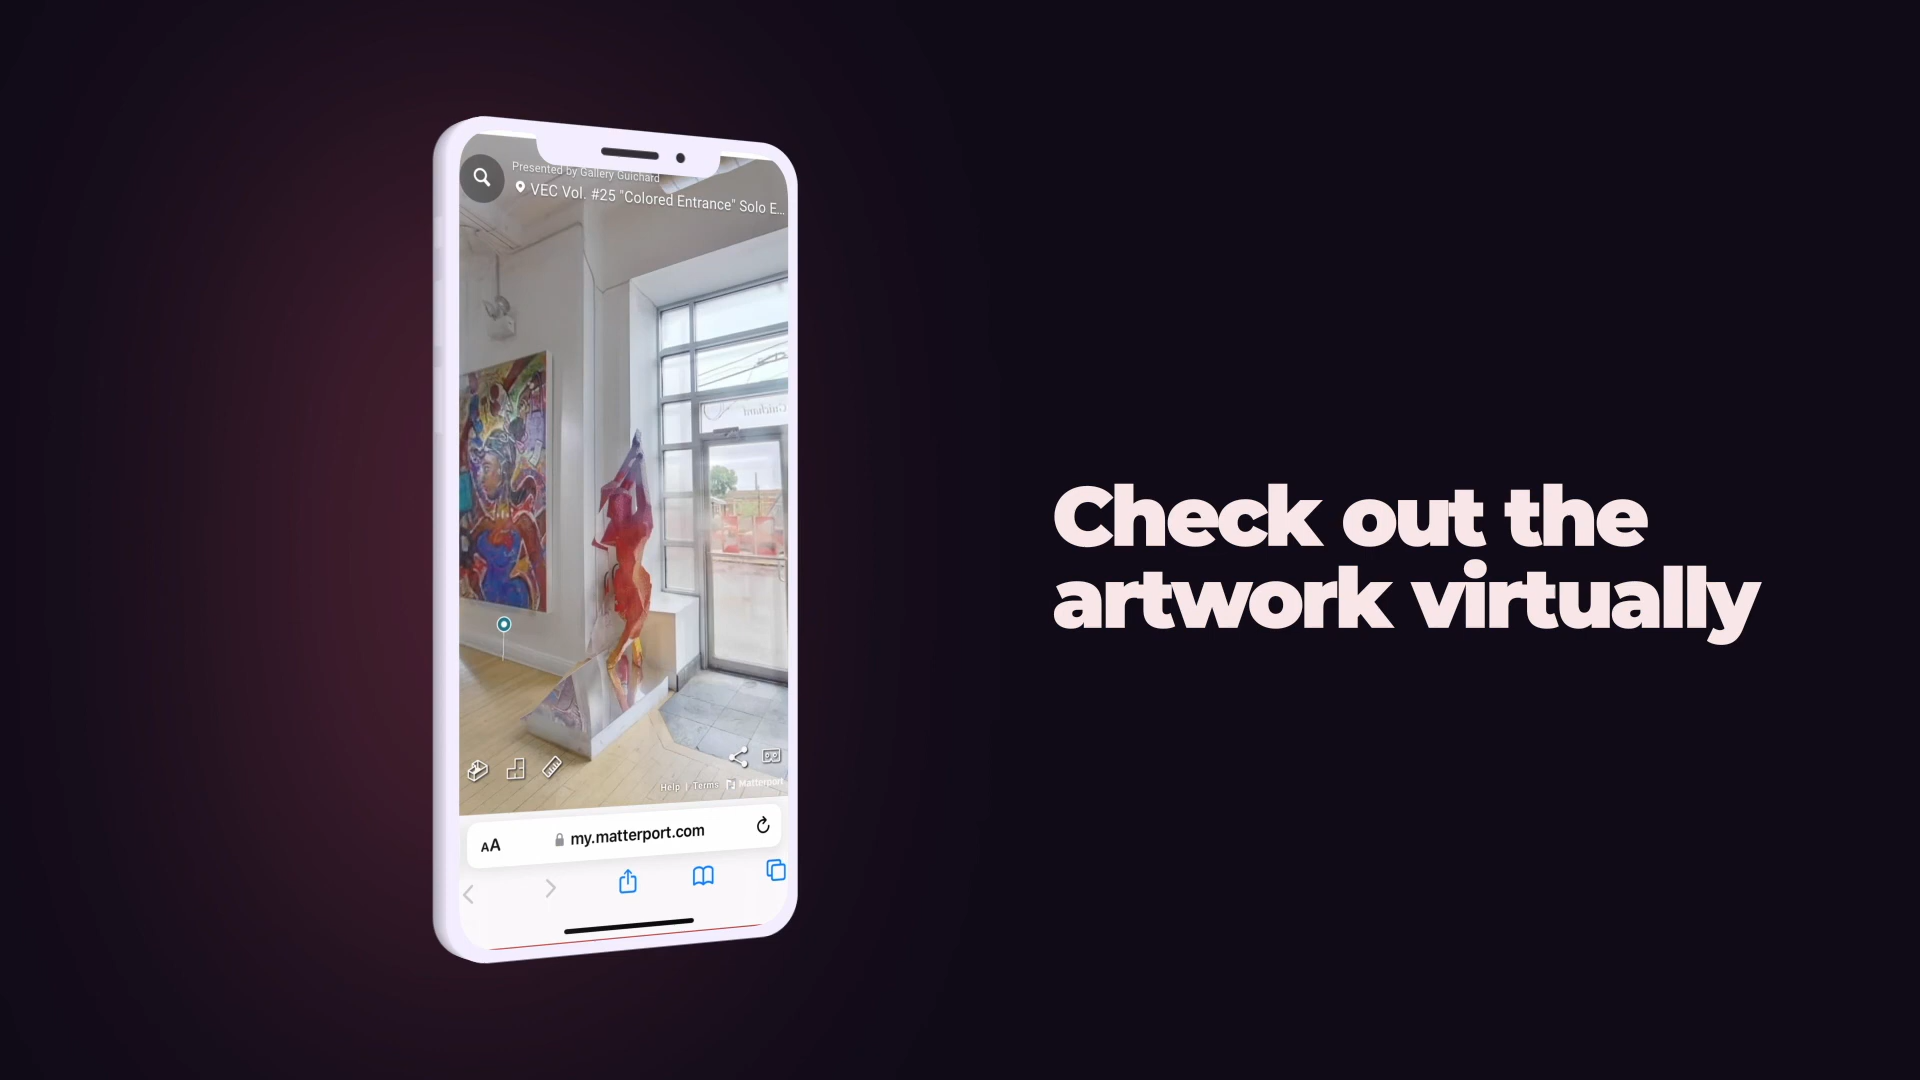 Presented by Gallery Guichard
VEC Vol. #25 "Colored Entrance" Solo E...
Guichard
Help | Terms Matterport
AA my.matterport.com
Check out the
artwork virtually